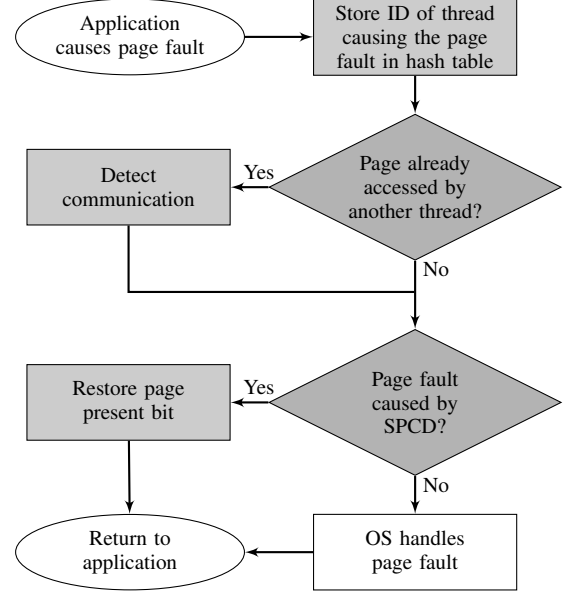 Application
causes page fault
Store ID of thread
causing the page
fault in hash table
Page already
accessed by
another thread?
Yes
Detect
communication
No
Page fault
caused by
SPCD?
Yes
Restore page
present bit
No
OS handles
page fault
Return to
application